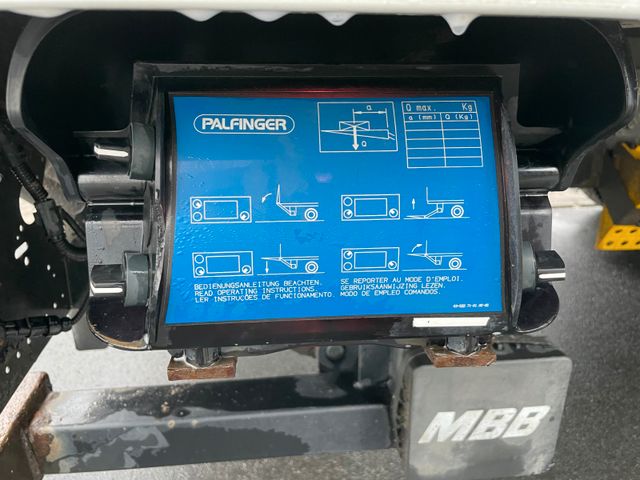 PALFINGER
a
Q
Q max. Kg
a (mm) Q (Kg)
BEDIENUNGSANLEITUNG BEACHTEN.
READ OPERATING INSTRUCTIONS.
LER INSTRUÇOES DE FUNCIONAMENTO.
SE REPORTER AU MODE D'EMPLOI.
GEBRUIKSAANWIJZING LEZEN.
MODO DE EMPLEO COMANDOS.
MBB